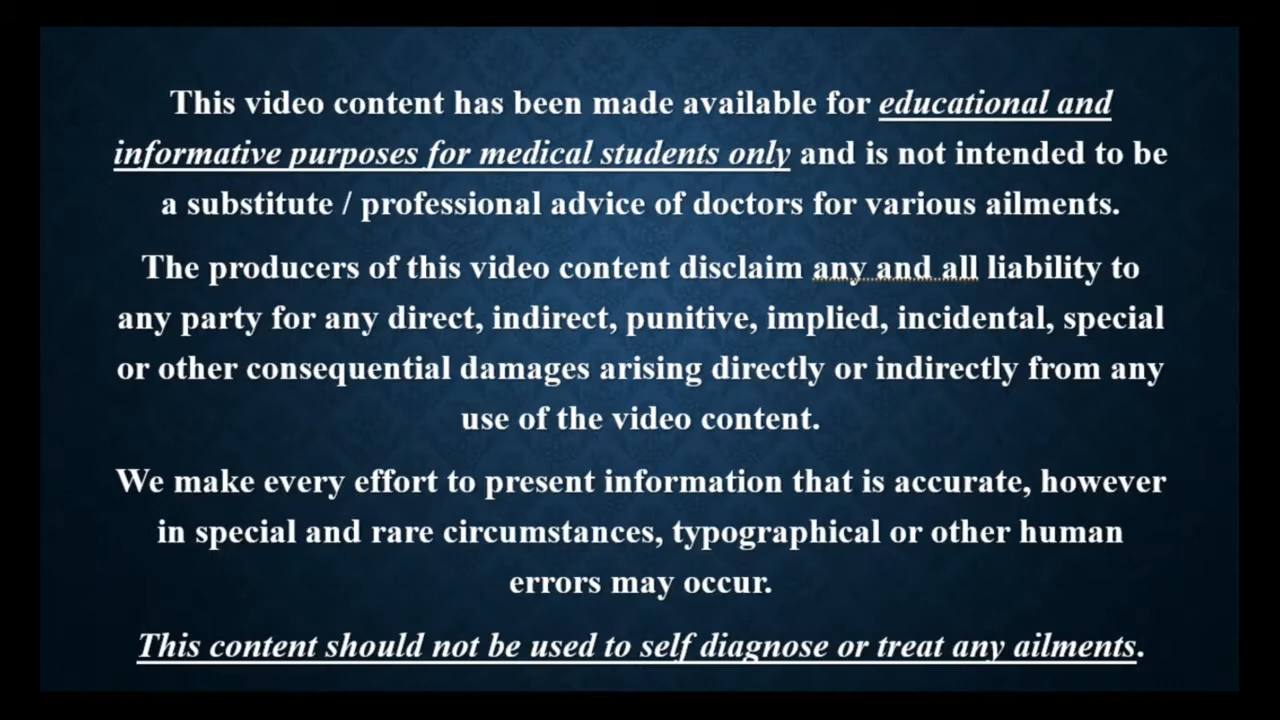 This video content has been made available for educational and
informative purposes for medical students only and is not intended to be
a substitute / professional advice of doctors for various ailments.
The producers of this video content disclaim any and all liability to
any party for any direct, indirect, punitive, implied, incidental, special
or other consequential damages arising directly or indirectly from any
use of the video content.
We make every effort to present information that is accurate, however
in special and rare circumstances, typographical or other human
errors may occur.
This content should not be used to self diagnose or treat any ailments.